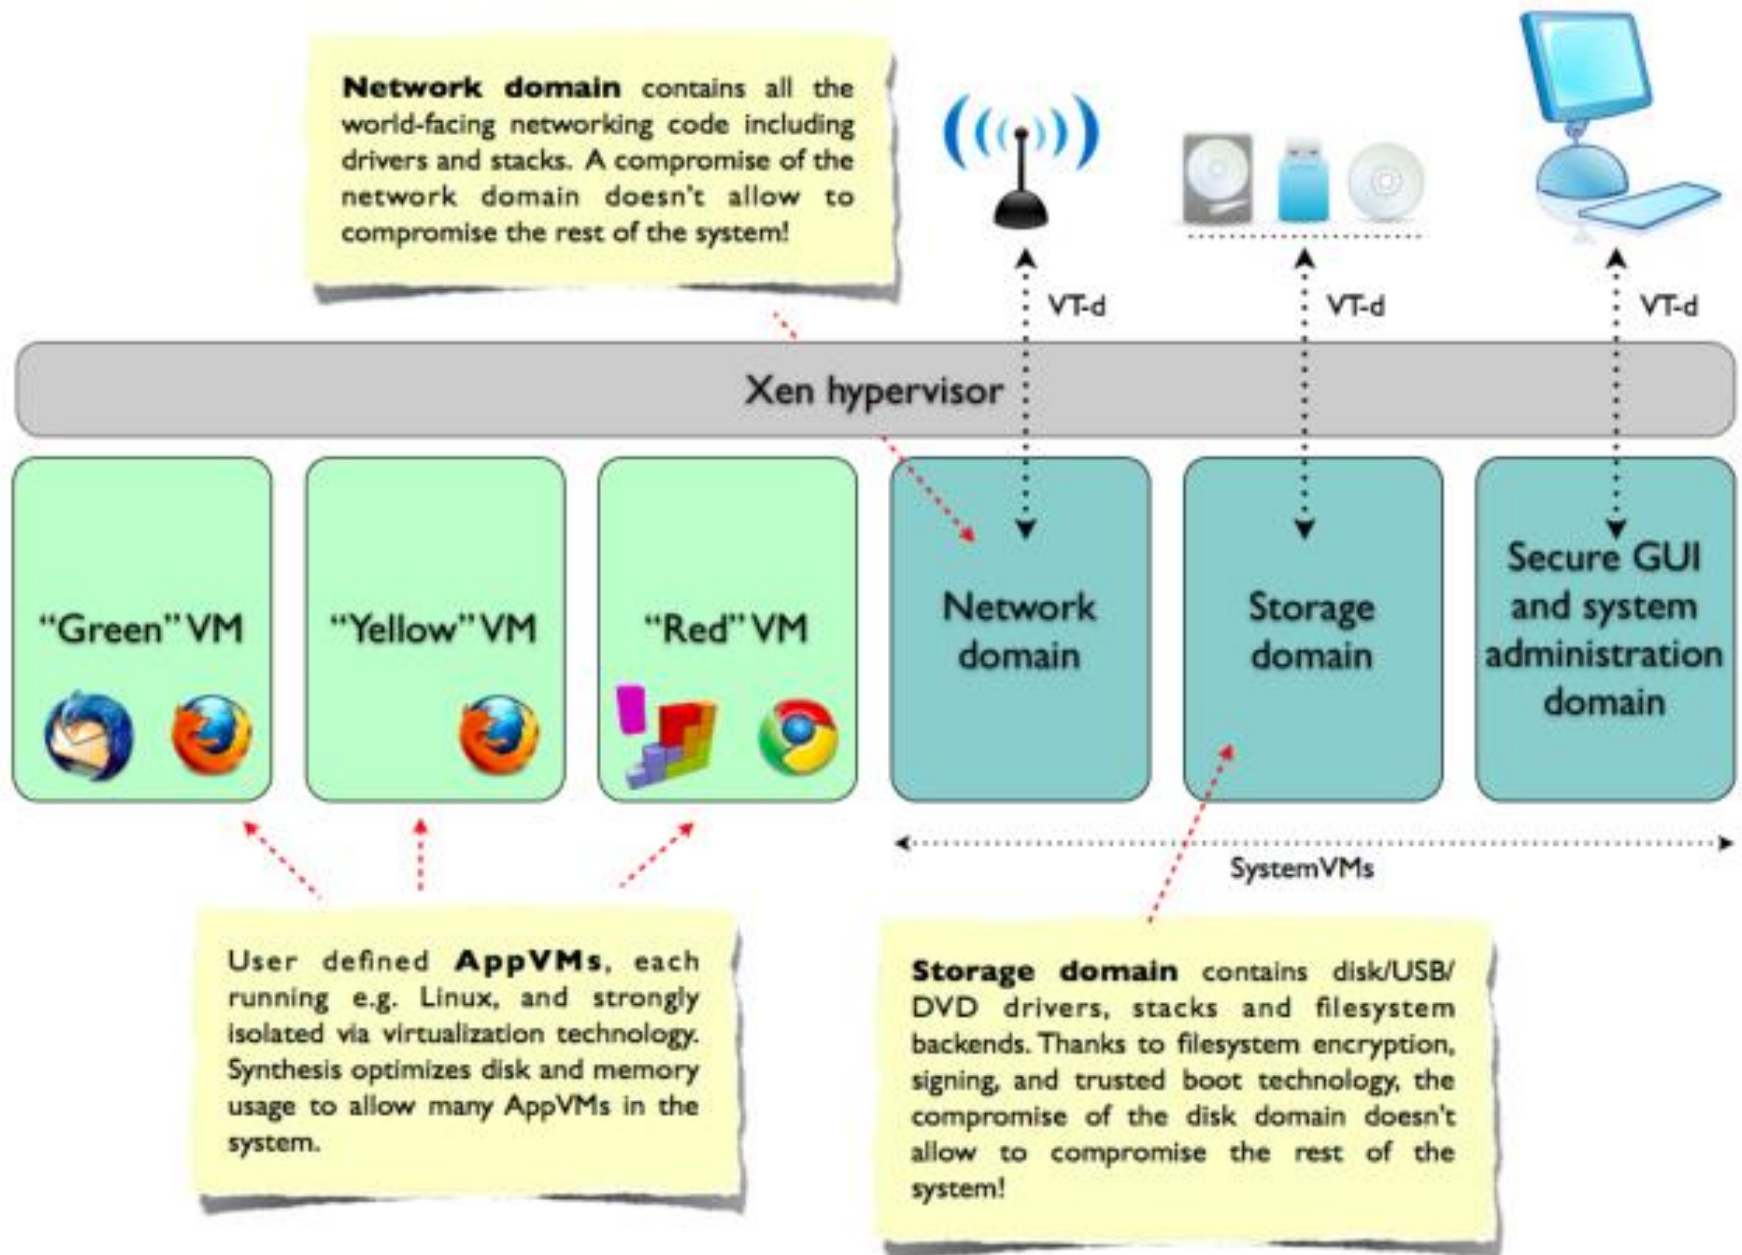 Network domain contains all the
world-facing networking code including
drivers and stacks. A compromise of the
network domain doesn't allow to
compromise the rest of the system!
VT-d
VT-d
VT-d
Xen hypervisor
“Green” VM
“Yellow” VM
“Red” VM
Network
domain
Storage
domain
Secure GUI
and system
administration
domain
SystemVMs
User defined AppVMs, each
running e.g. Linux, and strongly
isolated via virtualization technology.
Synthesis optimizes disk and memory
usage to allow many AppVMs in the
system.
Storage domain contains disk/USB/
DVD drivers, stacks and filesystem
backends. Thanks to filesystem encryption,
signing, and trusted boot technology, the
compromise of the disk domain doesn't
allow to compromise the rest of the
system!